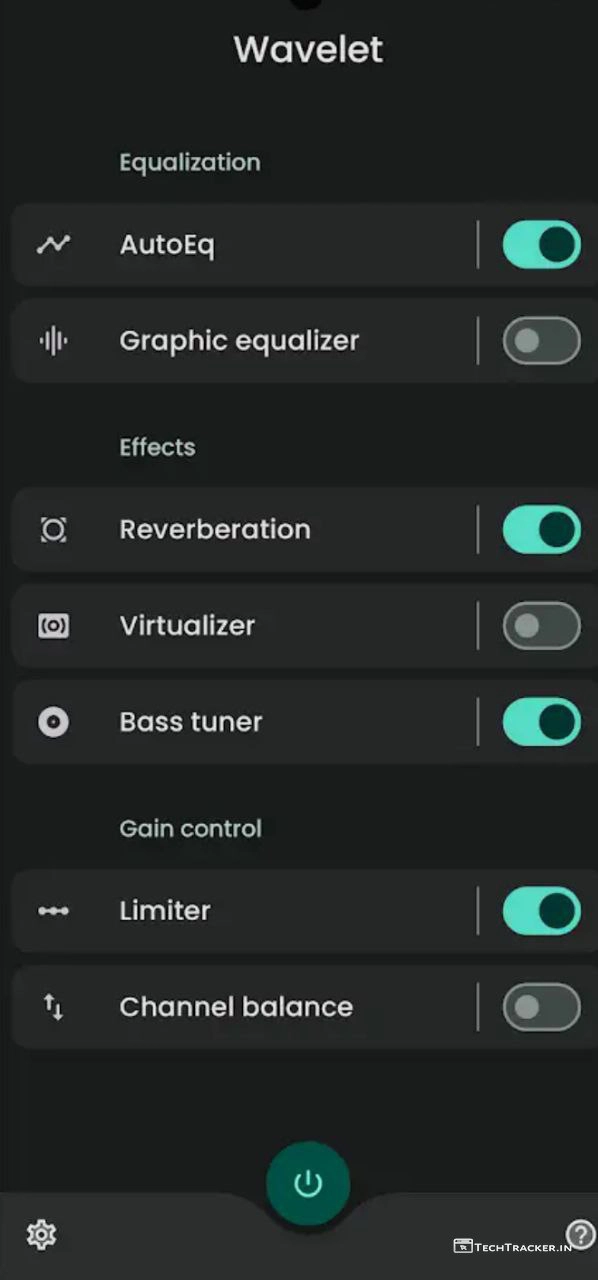 Wavelet
Equalization
AutoEq
Graphic equalizer
Effects
Reverberation
Virtualizer
Bass tuner
Gain control
Limiter
Channel balance
TECHTRACKER.IN